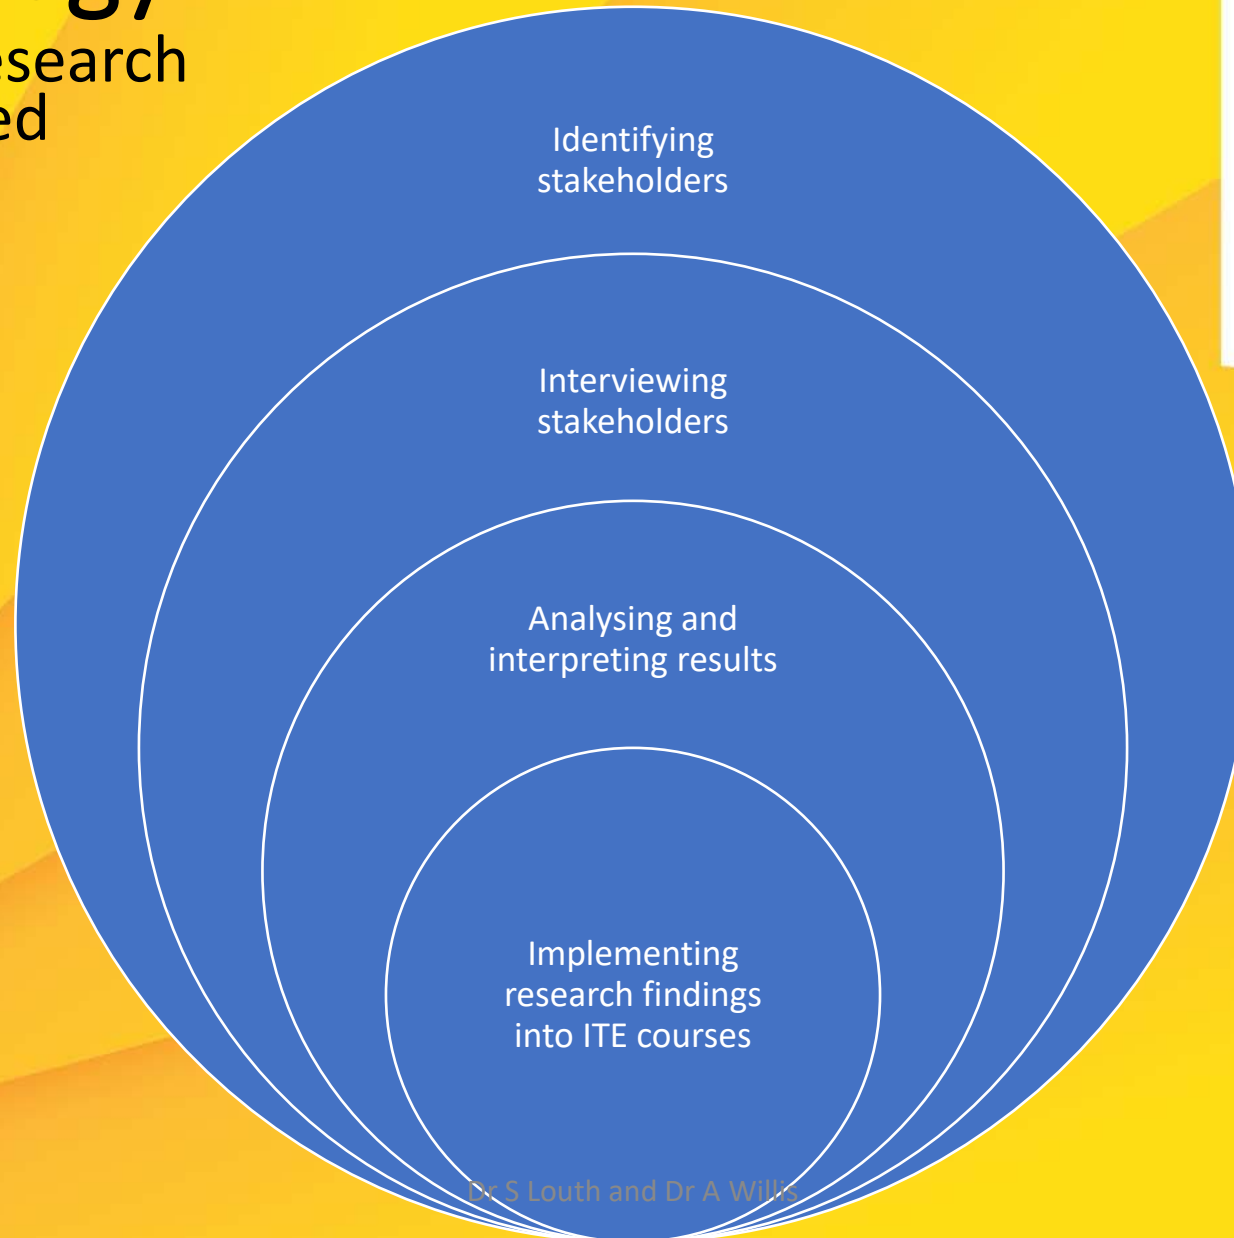 esearch
ed
Identifying
stakeholders
Interviewing
stakeholders
Analysing and
interpreting results
Implementing
research findings
into ITE courses
Dr S Louth and Dr A Willis